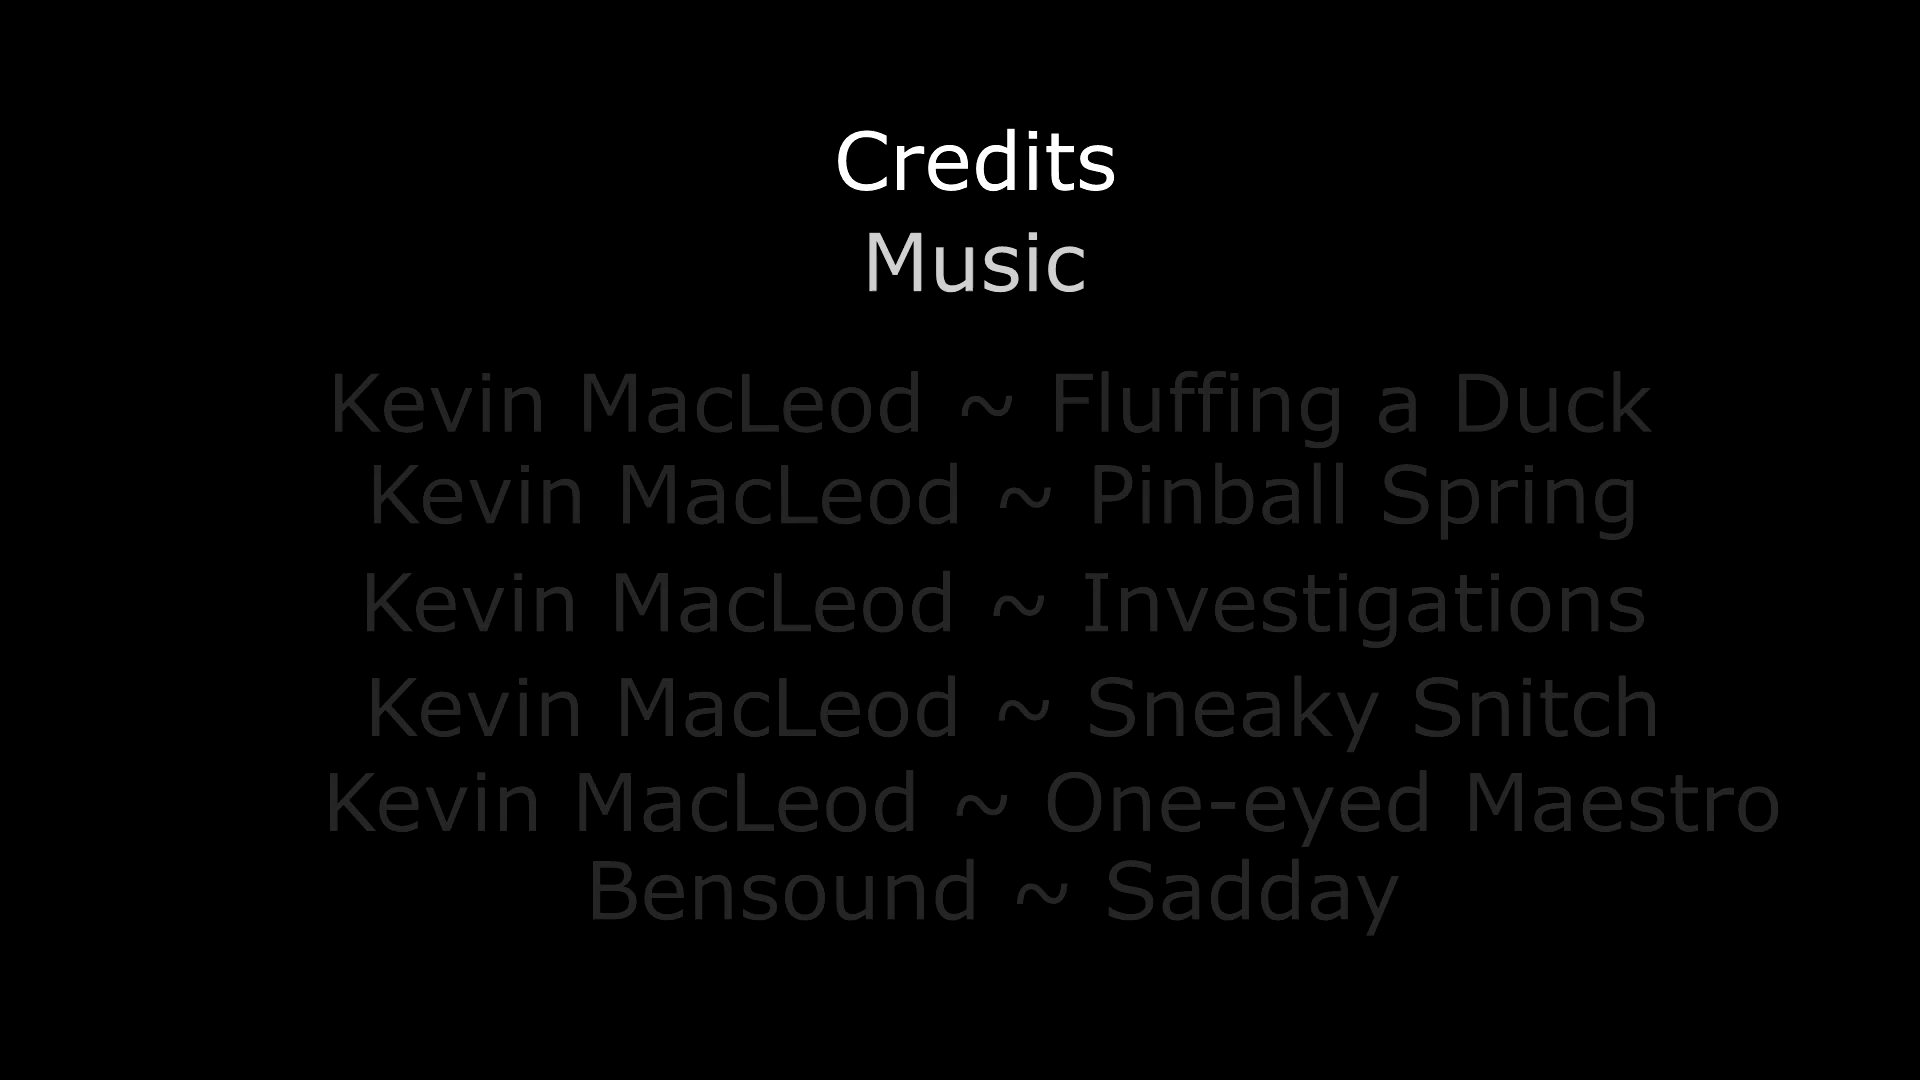 Credits
Music
Kevin MacLeod ~ Fluffing a Duck
Kevin MacLeod ~ Pinball Spring
Kevin MacLeod ~ Investigations
Kevin MacLeod ~ Sneaky Snitch
Kevin MacLeod ~ One-eyed Maestro
Bensound ~ Sadday